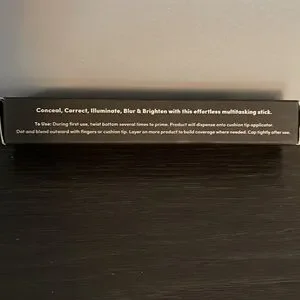 Conceal, Correct, Illuminate, Blur & Brighten with this effortless multitasking stick.
To Use: During first use, twist bottom several times to prime. Product will dispense onto cushion tip applicator.
Dot and blend outward with fingers or cushion tip. Layer on more product to build coverage where needed. Cap tightly after use.